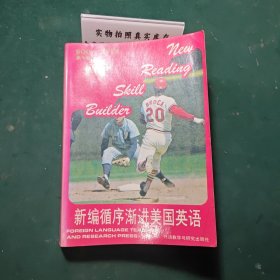 实物拍照真实库存
New
Reading
Skill
Builder
BROCK
20
新编循序渐进美国英语
FOREIGN LANGUAGE TEACHING
AND RESEARCH PRESS
外语教学与研究出版社